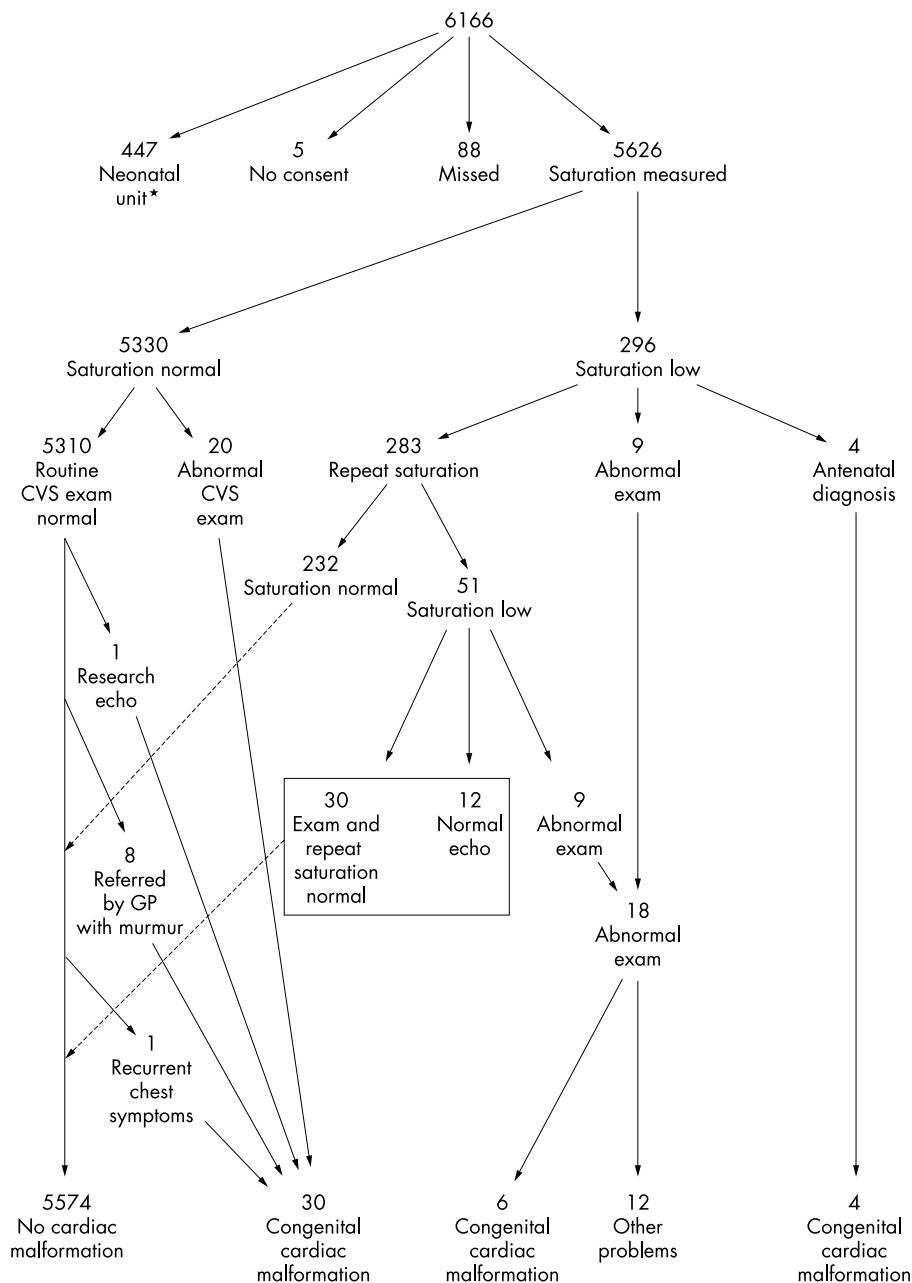 6166
447
Neonatal
unit★
5
No consent
88
Missed
5626
Saturation measured
5330
Saturation normal
296
Saturation low
5310
Routine
CVS exam
normal
20
Abnormal
CVS
exam
283
Repeat saturation
9
Abnormal
exam
4
Antenatal
diagnosis
232
Saturation normal
51
Saturation low
1
Research
echo
30
Exam and
repeat
saturation
normal
12
Normal
echo
9
Abnormal
exam
8
Referred
by GP
with murmur
18
Abnormal
exam
1
Recurrent
chest
symptoms
5574
No cardiac
malformation
30
Congenital
cardiac
malformation
6
Congenital
cardiac
malformation
12
Other
problems
4
Congenital
cardiac
malformation